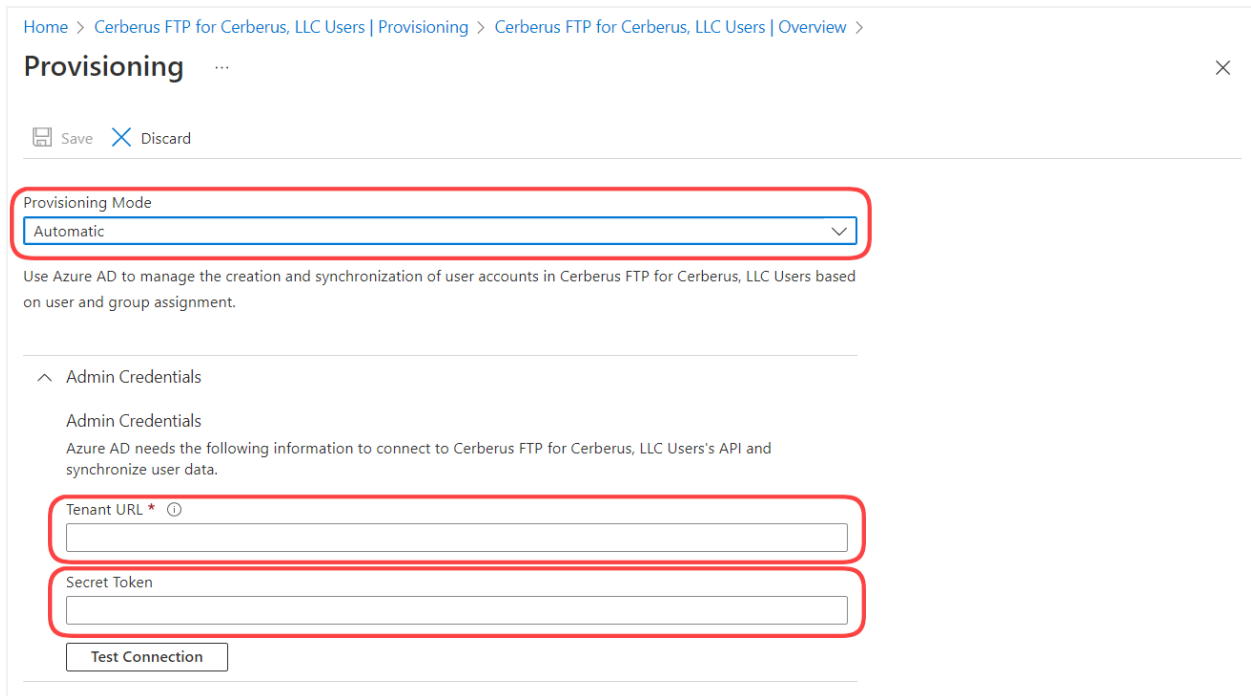 Home > Cerberus FTP for Cerberus, LLC Users | Provisioning > Cerberus FTP for Cerberus, LLC Users | Overview >
Provisioning ...
Save Discard
Provisioning Mode
Automatic
Use Azure AD to manage the creation and synchronization of user accounts in Cerberus FTP for Cerberus, LLC Users based
on user and group assignment.
Admin Credentials
Admin Credentials
Azure AD needs the following information to connect to Cerberus FTP for Cerberus, LLC Users's API and
synchronize user data.
Tenant URL *
Secret Token
Test Connection